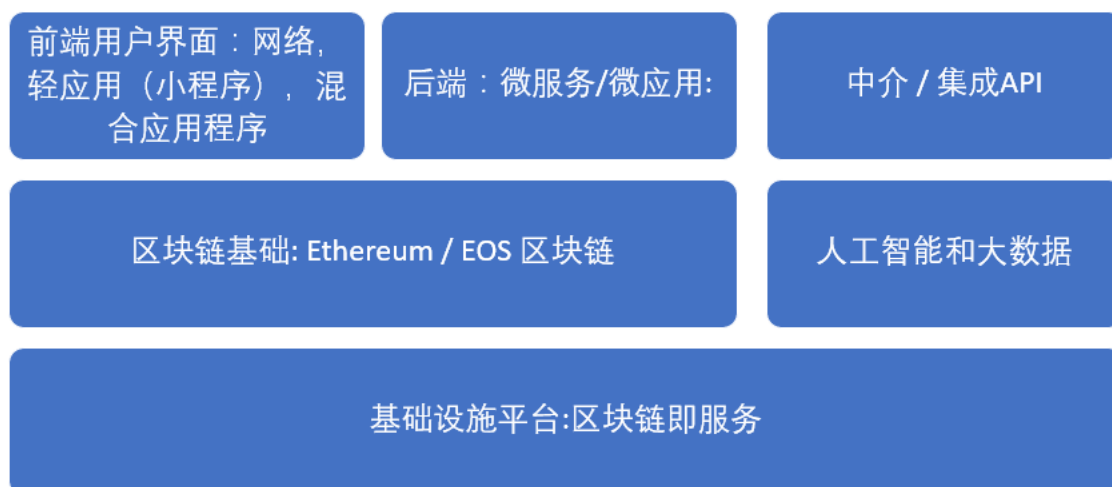 前端用户界面：网络,
轻应用（小程序）, 混
合应用程序
后端：微服务/微应用:
中介 / 集成API
区块链基础: Ethereum / EOS 区块链
人工智能和大数据
基础设施平台:区块链即服务